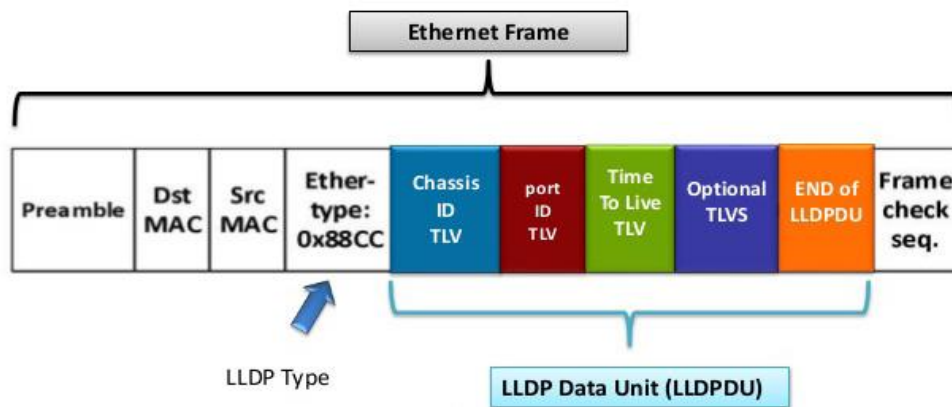 Ethernet Frame
Preamble
Dst
MAC
Src
MAC
Ether-
type:
0x88CC
Chassis
ID
TLV
port
ID
TLV
Time
To Live
TLV
Optional
TLVS
END of
LLDPDU
Frame
check
seq.
LLDP Type
LLDP Data Unit (LLDPDU)